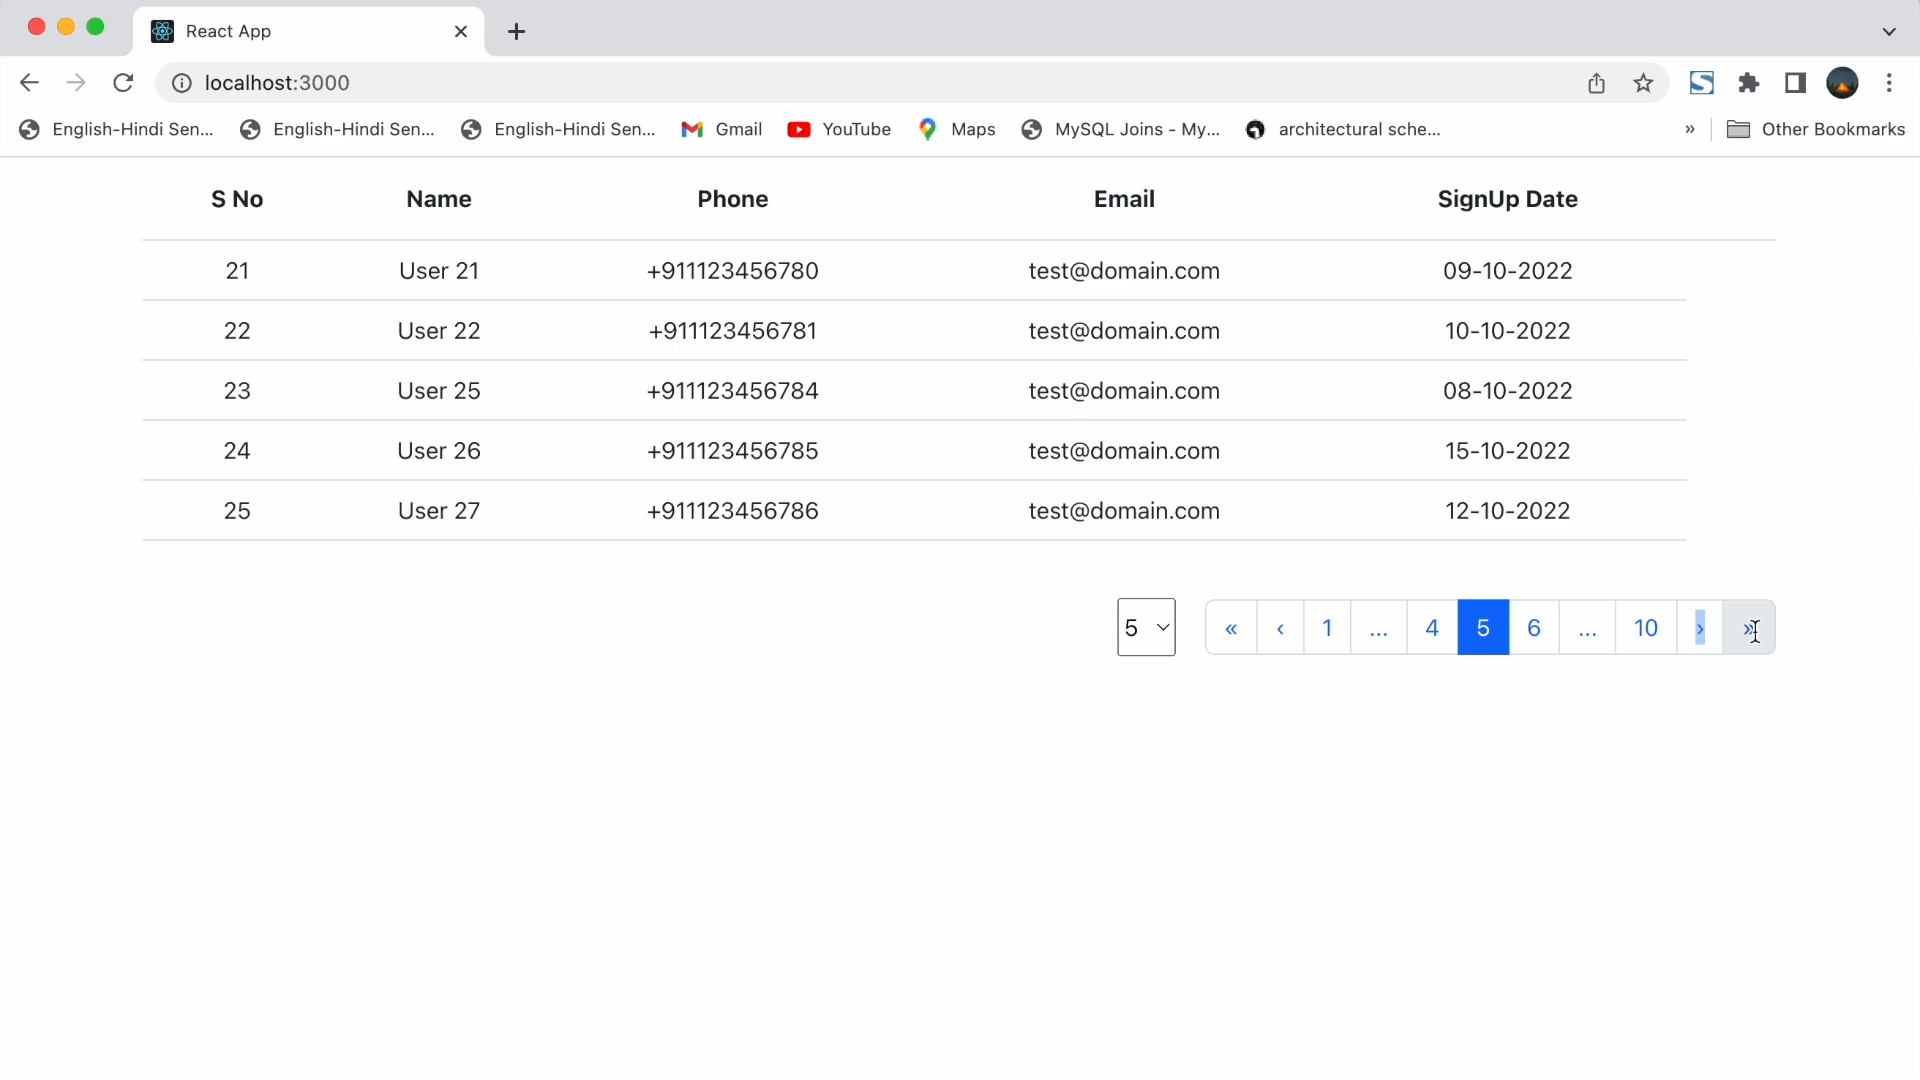 React App
localhost:3000
English-Hindi Sen... English-Hindi Sen... English-Hindi Sen... Gmail YouTube Maps MySQL Joins - My... architectural sche... » Other Bookmarks
S No Name Phone Email SignUp Date
21 User 21 +911123456780 test@domain.com 09-10-2022
22 User 22 +911123456781 test@domain.com 10-10-2022
23 User 25 +911123456784 test@domain.com 08-10-2022
24 User 26 +911123456785 test@domain.com 15-10-2022
25 User 27 +911123456786 test@domain.com 12-10-2022
5 « ‹ 1 ... 4 5 6 ... 10 › »